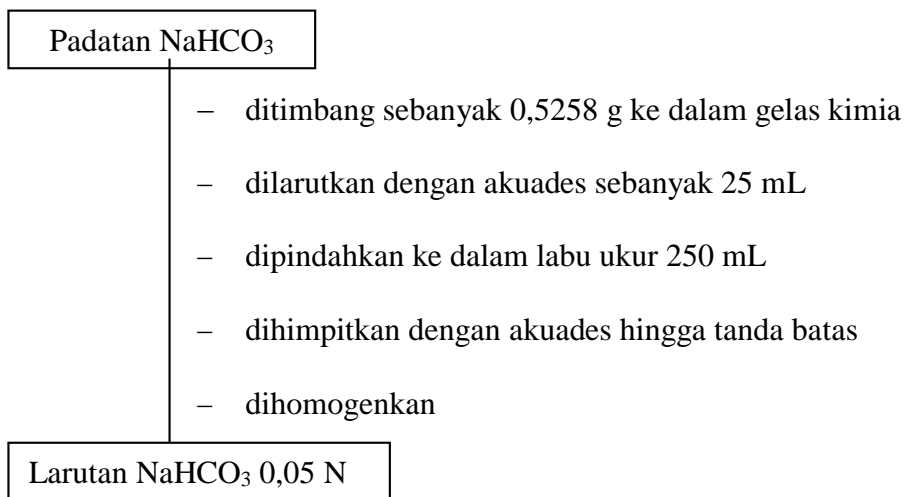 Padatan NaHCO₃
– ditimbang sebanyak 0,5258 g ke dalam gelas kimia
– dilarutkan dengan akuades sebanyak 25 mL
– dipindahkan ke dalam labu ukur 250 mL
– dihimpitkan dengan akuades hingga tanda batas
– dihomogenkan
Larutan NaHCO₃ 0,05 N